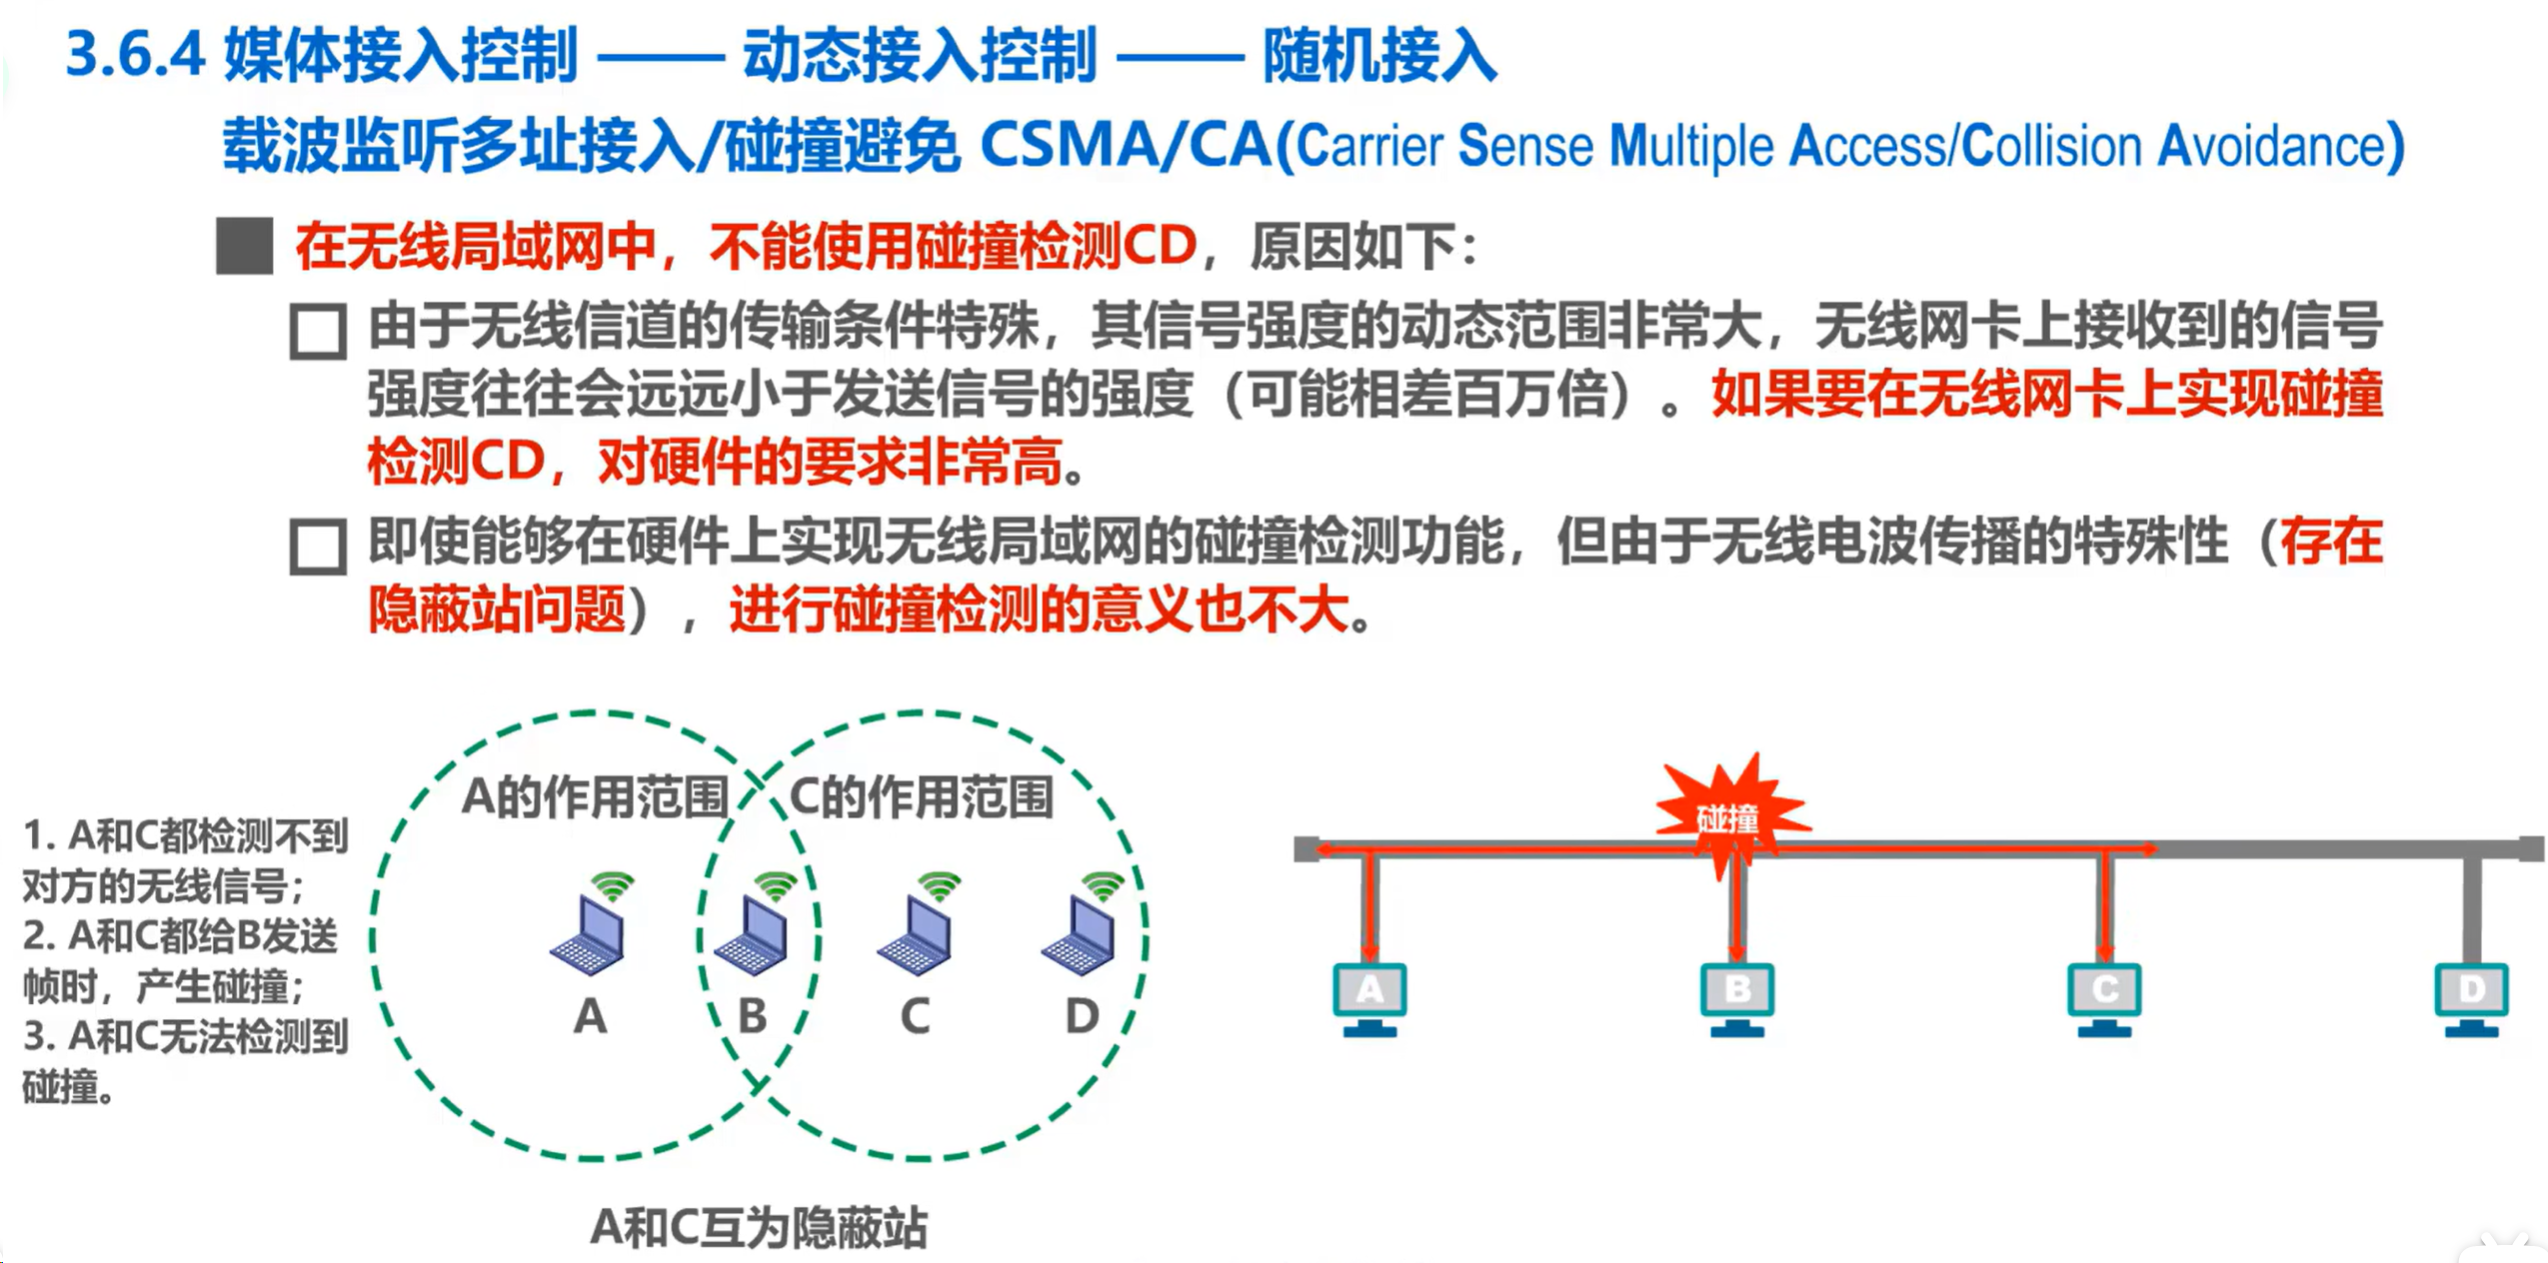 3.6.4 媒体接入控制 —— 动态接入控制 —— 随机接入
载波监听多址接入/碰撞避免 CSMA/CA(Carrier Sense Multiple Access/Collision Avoidance)
在无线局域网中，不能使用碰撞检测CD，原因如下：
由于无线信道的传输条件特殊，其信号强度的动态范围非常大，无线网卡上接收到的信号
强度往往会远远小于发送信号的强度（可能相差百万倍）。如果要在无线网卡上实现碰撞
检测CD，对硬件的要求非常高。
即使能够在硬件上实现无线局域网的碰撞检测功能，但由于无线电波传播的特殊性（存在
隐蔽站问题），进行碰撞检测的意义也不大。
1. A和C都检测不到
对方的无线信号；
2. A和C都给B发送
帧时，产生碰撞；
3. A和C无法检测到
碰撞。
A的作用范围
C的作用范围
A
B
C
D
A和C互为隐蔽站
碰撞
A
B
C
D